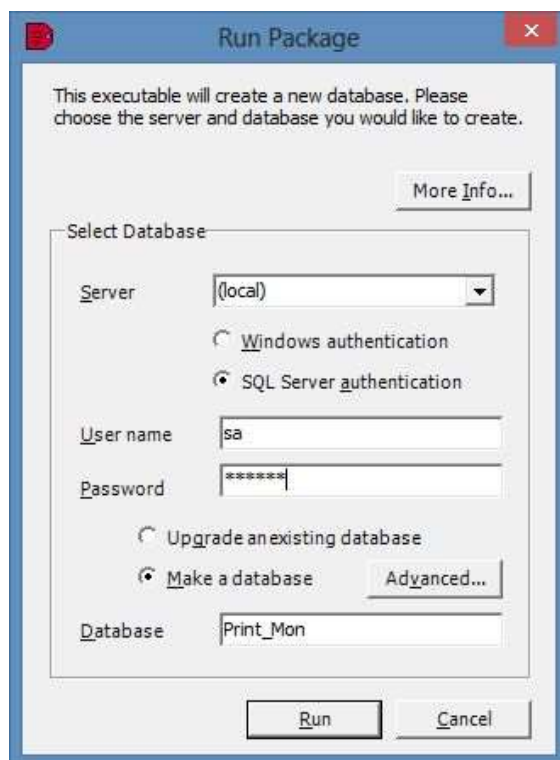 Run Package
This executable will create a new database. Please
choose the server and database you would like to create.
More Info...
Select Database
Server (local)
Windows authentication
SQL Server authentication
User name sa
Password ******
Upgrade an existing database
Make a database Advanced...
Database Print_Mon
Run Cancel